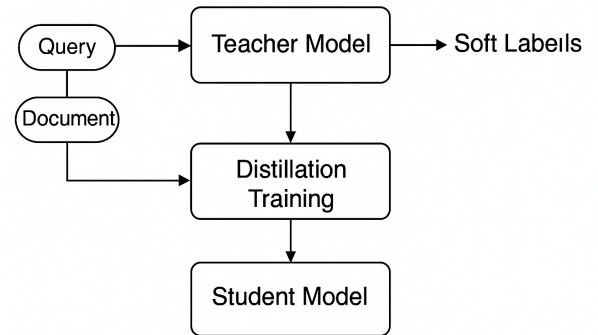 Query
Teacher Model
Soft Labeıls
Document
Distillation
Training
Student Model